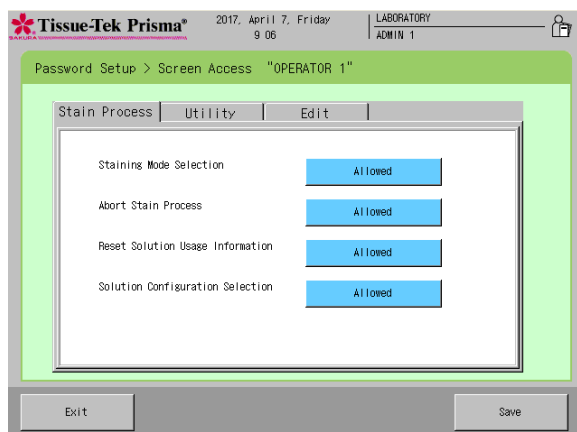 SAKURA
Tissue-Tek Prisma®
2017, April 7, Friday
9 06
LABORATORY
ADMIN 1
Password Setup > Screen Access "OPERATOR 1"
Stain Process Utility Edit
Staining Mode Selection Allowed
Abort Stain Process Allowed
Reset Solution Usage Information Allowed
Solution Configuration Selection Allowed
Exit Save